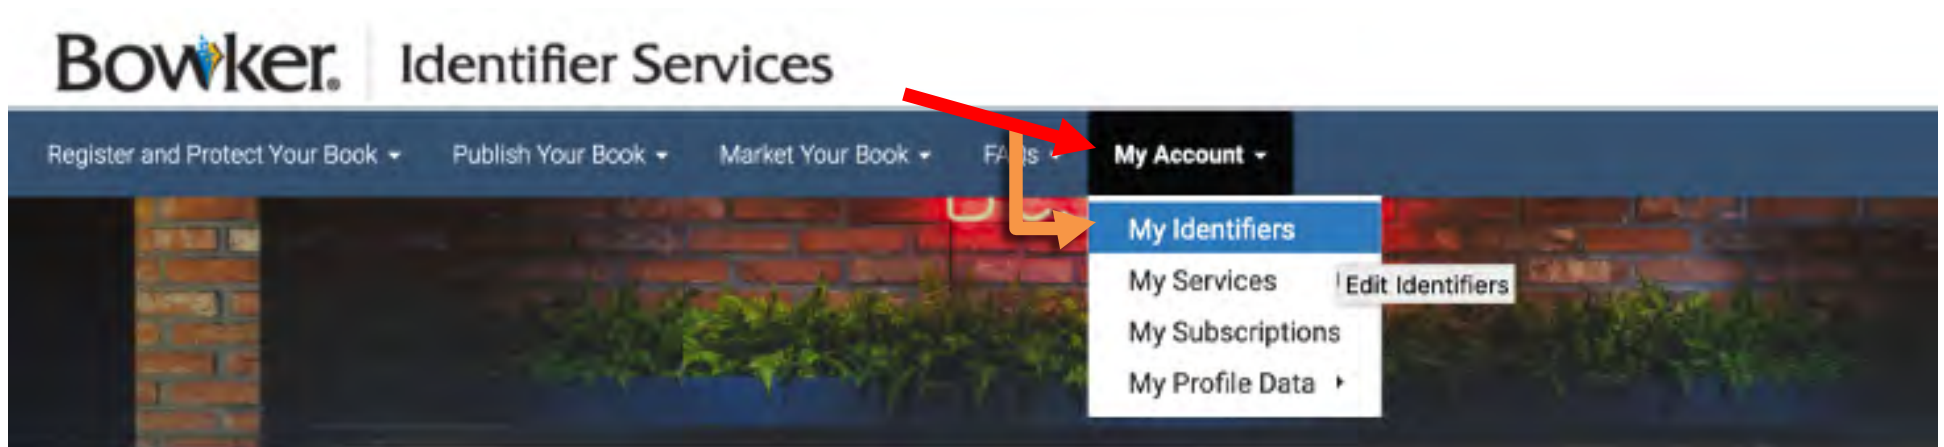 Bowker. Identifier Services
Register and Protect Your Book Publish Your Book Market Your Book FAQs My Account
My Identifiers
My Services
Edit Identifiers
My Subscriptions
My Profile Data